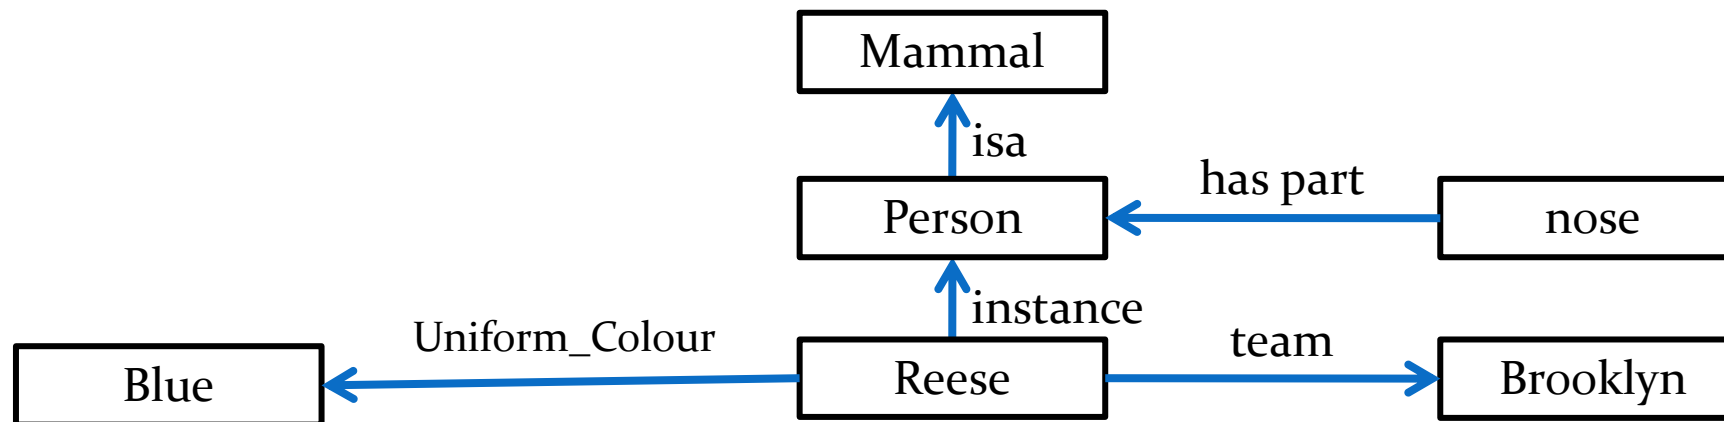 Mammal
isa
has part
Person
nose
instance
Uniform_Colour
team
Blue
Reese
Brooklyn